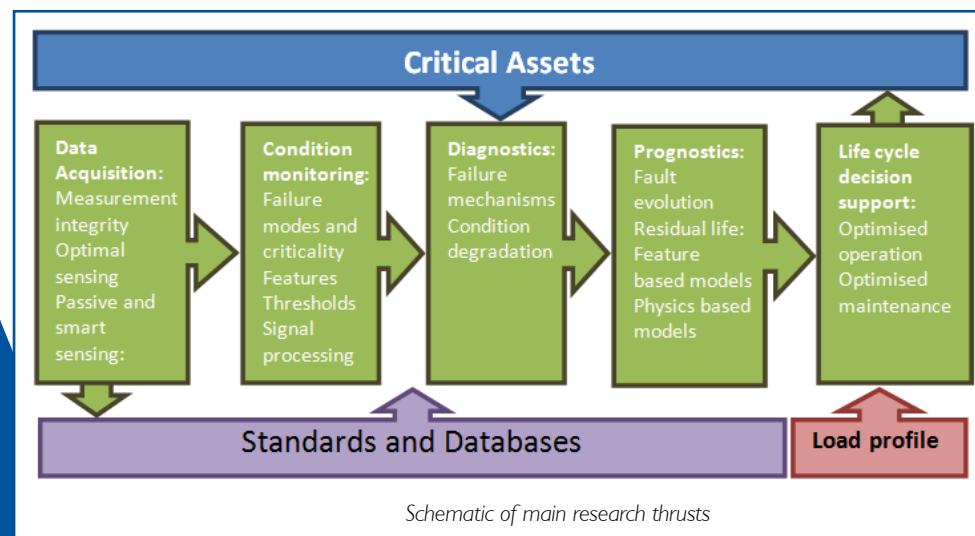 Critical Assets
Data
Acquisition:
Measurement
integrity
Optimal
sensing
Passive and
smart
sensing:
Condition
monitoring:
Failure
modes and
criticality
Features
Thresholds
Signal
processing
Diagnostics:
Failure
mechanisms
Condition
degradation
Prognostics:
Fault
evolution
Residual life:
Feature
based models
Physics based
models
Life cycle
decision
support:
Optimised
operation
Optimised
maintenance
Standards and Databases
Load profile
Schematic of main research thrusts